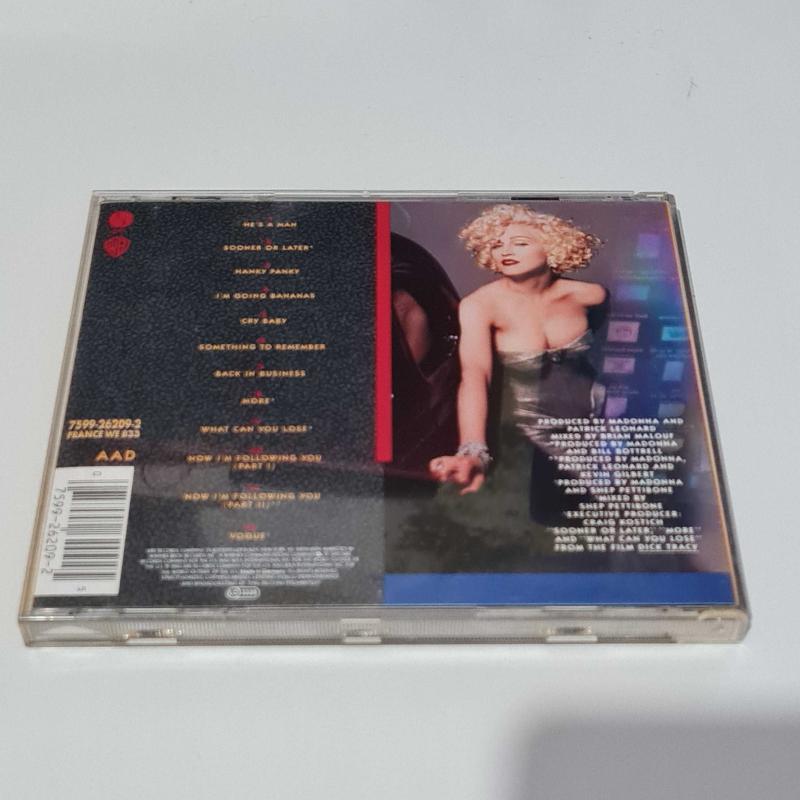 HE'S A MAN
SOONER OR LATER*
HANKY PANKY
I'M GOING BANANAS
CRY BABY
SOMETHING TO REMEMBER
BACK IN BUSINESS
MORE*
WHAT CAN YOU LOSE*
NOW I'M FOLLOWING YOU
(PART I)
NOW I'M FOLLOWING YOU
(PART II)
VOGUE
7599-26209-2
FRANCE WE 833
AAD
7599-26209-2
PRODUCED BY MADONNA AND
PATRICK LEONARD
MIXED BY BRIAN MALOUF
*PRODUCED BY MADONNA
AND BILL BOTTRELL
**PRODUCED BY MADONNA,
PATRICK LEONARD AND
KEVIN GILBERT
PRODUCED BY MADONNA
AND SHEP PETTIBONE
MIXED BY
SHEP PETTIBONE
EXECUTIVE PRODUCER:
CRAIG KOSTICH
"SOONER OR LATER" "MORE"
AND "WHAT CAN YOU LOSE"
FROM THE FILM DICK TRACY